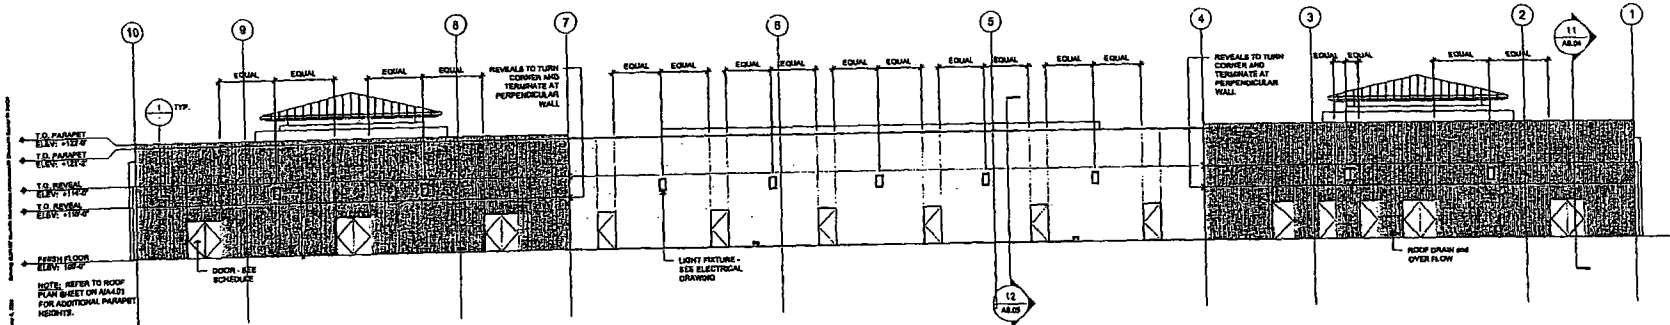 10
9
8
7
6
5
4
3
2
1
11
A8.04
1
TYP.
EQUAL
EQUAL
EQUAL
EQUAL
REVEALS TO TURN
CORNER AND
TERMINATE AT
PERPENDICULAR
WALL
EQUAL
EQUAL
EQUAL
EQUAL
EQUAL
EQUAL
EQUAL
EQUAL
EQUAL
EQUAL
REVEALS TO TURN
CORNER AND
TERMINATE AT
PERPENDICULAR
WALL
EQUAL
EQUAL
EQUAL
EQUAL
T.O. PARAPET
T.O. PARAPET
T.O. REVEAL
T.O. REVEAL
FINISH FLOOR
ELEV: 100'-0"
NOTE: REFER TO ROOF
PLAN SHEET ON
FOR ADDITIONAL PARAPET
HEIGHTS.
DOOR - SEE
SCHEDULE
LIGHT FIXTURE -
SEE ELECTRICAL
DRAWING
12
A8.05
ROOF DRAIN and
OVER FLOW